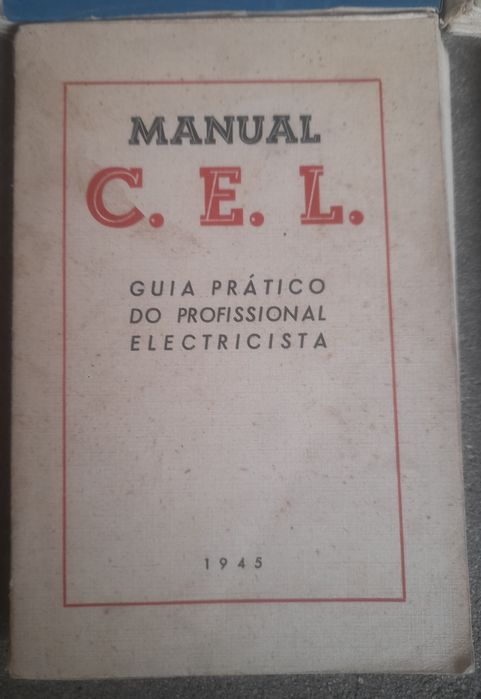 MANUAL
C. E. L.
GUIA PRÁTICO
DO PROFISSIONAL
ELECTRICISTA
1945